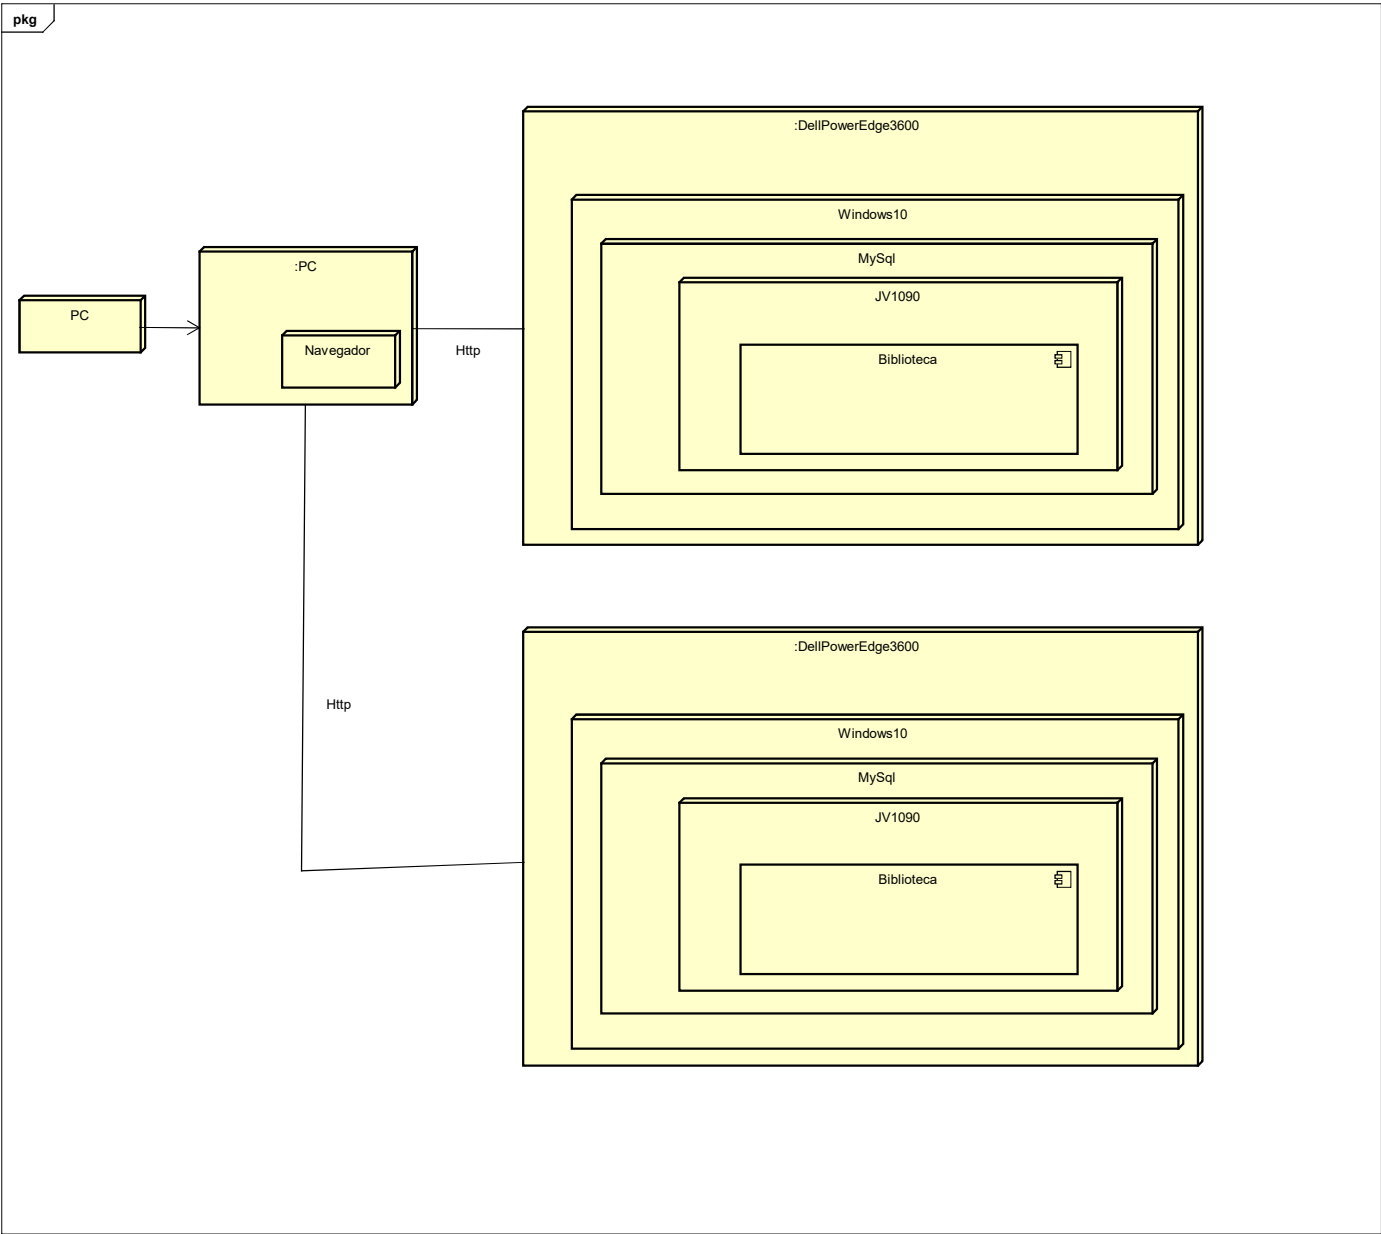 pkg
:DellPowerEdge3600
Windows10
MySql
JV1090
Biblioteca
:PC
Navegador
PC
Http
:DellPowerEdge3600
Windows10
MySql
JV1090
Biblioteca
Http